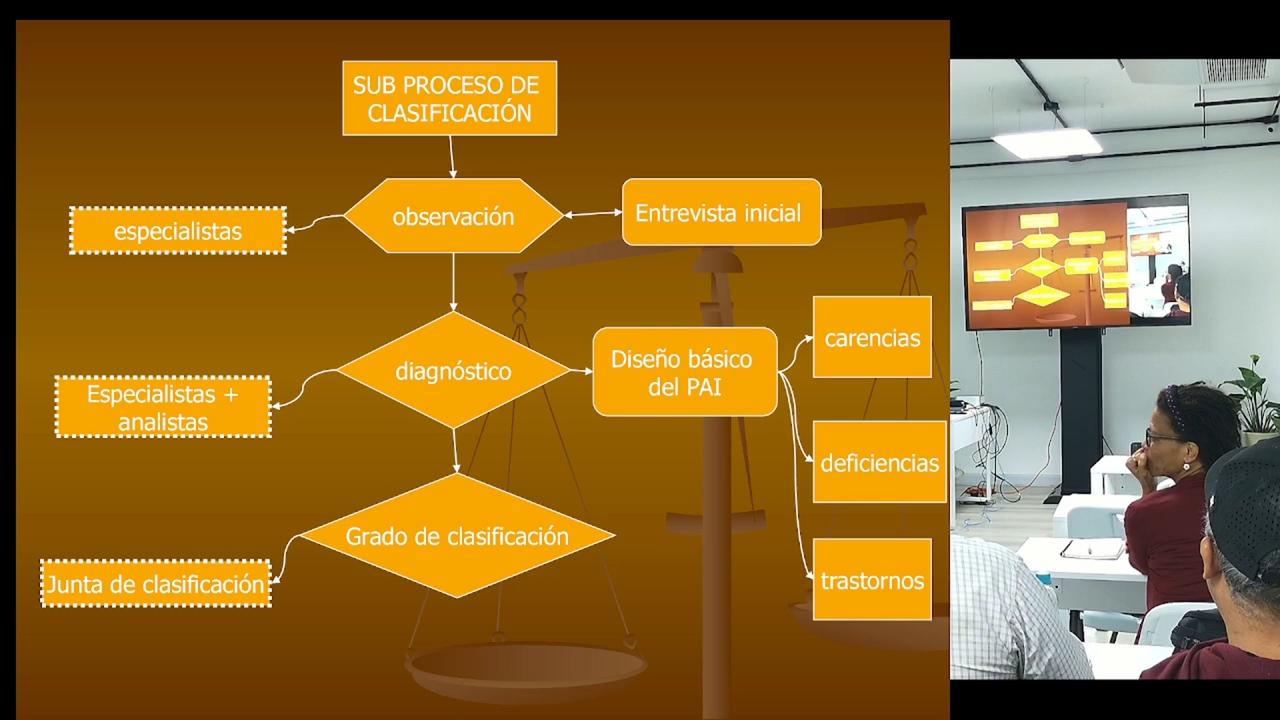 SUB PROCESO DE
CLASIFICACIÓN
observación
Entrevista inicial
especialistas
diagnóstico
Diseño básico
del PAI
carencias
deficiencias
trastornos
Especialistas +
analistas
Grado de clasificación
Junta de clasificación